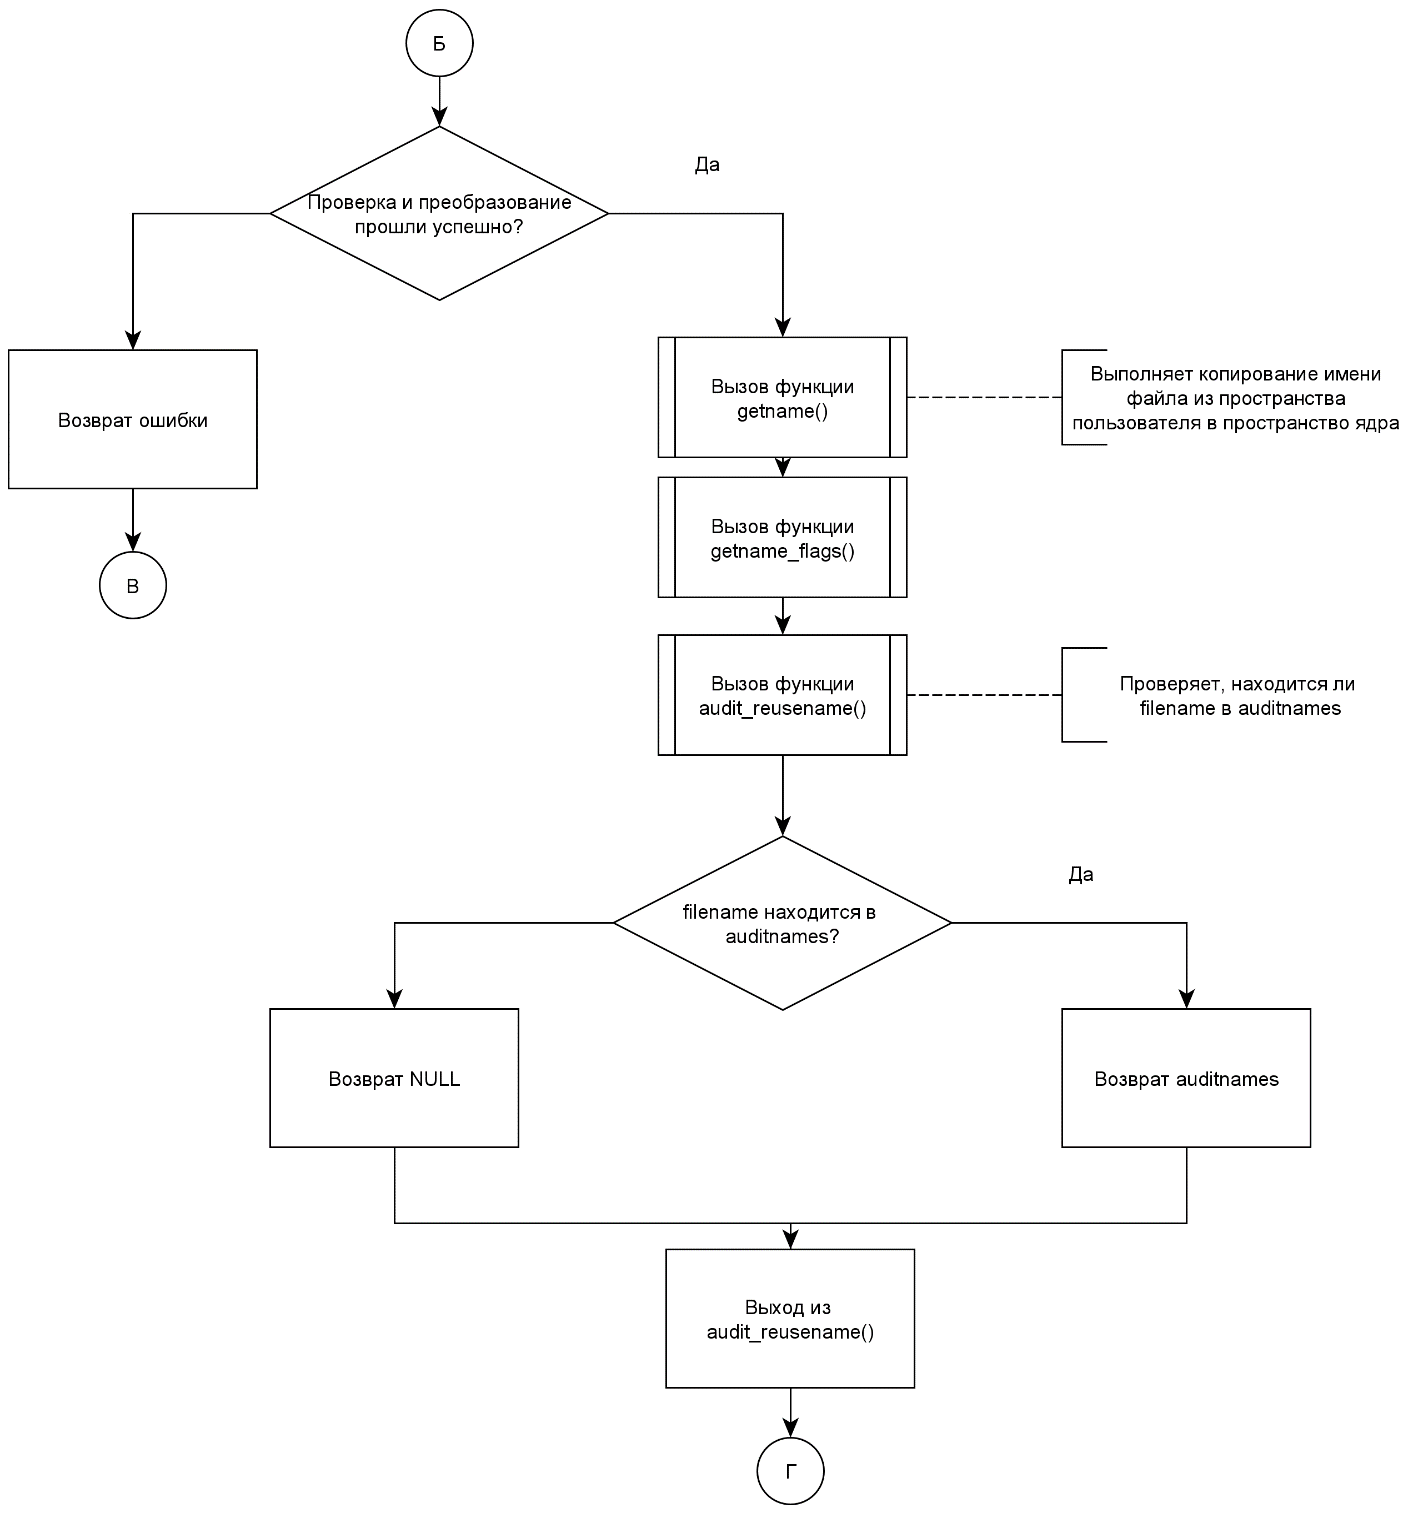 Б
Да
Проверка и преобразование
прошли успешно?
Возврат ошибки
В
Вызов функции
getname()
Выполняет копирование имени
файла из пространства
пользователя в пространство ядра
Вызов функции
getname_flags()
Вызов функции
audit_reusename()
Проверяет, находится ли
filename в auditnames
Да
filename находится в
auditnames?
Возврат NULL
Возврат auditnames
Выход из
audit_reusename()
Г